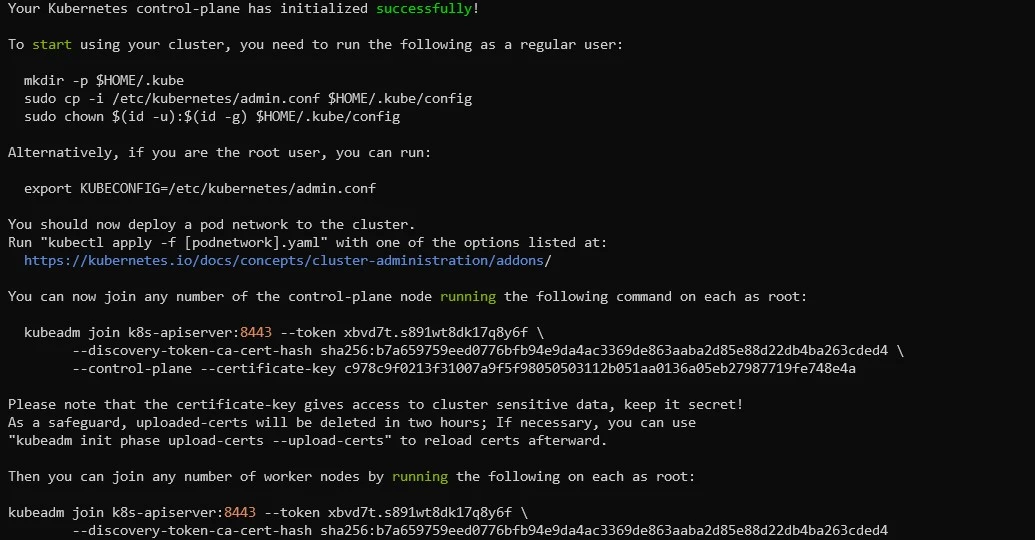 Your Kubernetes control-plane has initialized successfully!
To start using your cluster, you need to run the following as a regular user:
mkdir -p $HOME/.kube
sudo cp -i /etc/kubernetes/admin.conf $HOME/.kube/config
sudo chown $(id -u):$(id -g) $HOME/.kube/config
Alternatively, if you are the root user, you can run:
export KUBECONFIG=/etc/kubernetes/admin.conf
You should now deploy a pod network to the cluster.
Run "kubectl apply -f [podnetwork].yaml" with one of the options listed at:
https://kubernetes.io/docs/concepts/cluster-administration/addons/
You can now join any number of the control-plane node running the following command on each as root:
kubeadm join k8s-apiserver:8443 --token xbvd7t.s891wt8dk17q8y6f \
--discovery-token-ca-cert-hash sha256:b7a659759eed0776bfb94e9da4ac3369de863aaba2d85e88d22db4ba263cded4 \
--control-plane --certificate-key c978c9f0213f31007a9f5f98050503112b051aa0136a05eb27987719fe748e4a
Please note that the certificate-key gives access to cluster sensitive data, keep it secret!
As a safeguard, uploaded-certs will be deleted in two hours; If necessary, you can use
"kubeadm init phase upload-certs --upload-certs" to reload certs afterward.
Then you can join any number of worker nodes by running the following on each as root:
kubeadm join k8s-apiserver:8443 --token xbvd7t.s891wt8dk17q8y6f \
--discovery-token-ca-cert-hash sha256:b7a659759eed0776bfb94e9da4ac3369de863aaba2d85e88d22db4ba263cded4